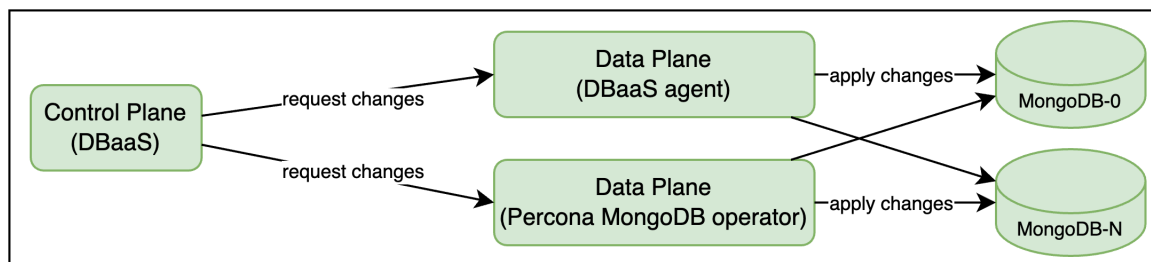 Control Plane
(DBaaS)
request changes
request changes
Data Plane
(DBaaS agent)
Data Plane
(Percona MongoDB operator)
apply changes
apply changes
MongoDB-0
MongoDB-N